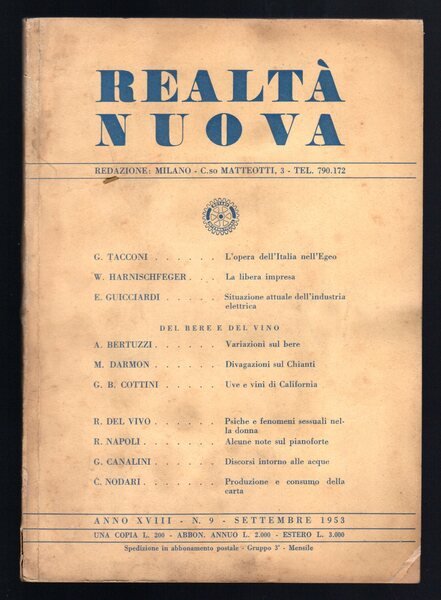 REALTÀ
NUOVA
REDAZIONE: MILANO - C.so MATTEOTTI, 3 - TEL. 790.172
G. TACCONI . . . . . . L'opera dell'Italia nell'Egeo
W. HARNISCHFEGER . . . La libera impresa
E. GUICCIARDI . . . . . Situazione attuale dell'industria
elettrica
DEL BERE E DEL VINO
A. BERTUZZI . . . . . . Variazioni sul bere
M. DARMON . . . . . . Divagazioni sul Chianti
G. B. COTTINI . . . . . Uve e vini di California
R. DEL VIVO . . . . . . Psiche e fenomeni sessuali nel-
la donna
R. NAPOLI . . . . . . . Alcune note sul pianoforte
G. CANALINI . . . . . . Discorsi intorno alle acque
C. NODARI . . . . . . . Produzione e consumo della
carta
ANNO XVIII - N. 9 - SETTEMBRE 1953
UNA COPIA L. 200 - ABBON. ANNUO L. 2.000 - ESTERO L. 3.000
Spedizione in abbonamento postale - Gruppo 3° - Mensile